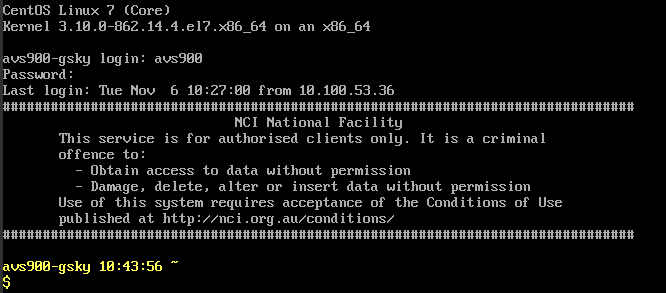 CentOS Linux 7 (Core)
Kernel 3.10.0-862.14.4.el7.x86_64 on an x86_64
avs900-gsky login: avs900
Password:
Last login: Tue Nov  6 10:27:00 from 10.100.53.36
###############################################################################
NCI National Facility
This service is for authorised clients only. It is a criminal
offence to:
- Obtain access to data without permission
- Damage, delete, alter or insert data without permission
Use of this system requires acceptance of the Conditions of Use
published at http://nci.org.au/conditions/
###############################################################################
avs900-gsky 10:43:56 ~
$